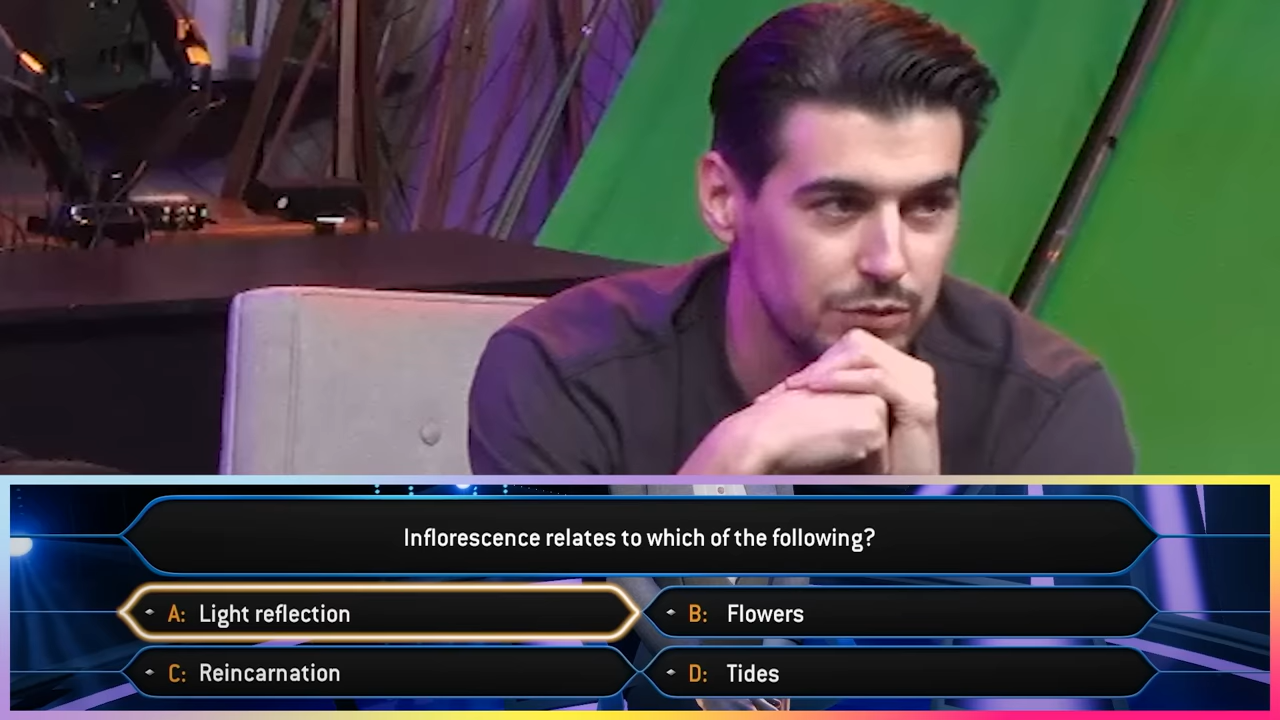 Inflorescence relates to which of the following?
A: Light reflection
B: Flowers
C: Reincarnation
D: Tides